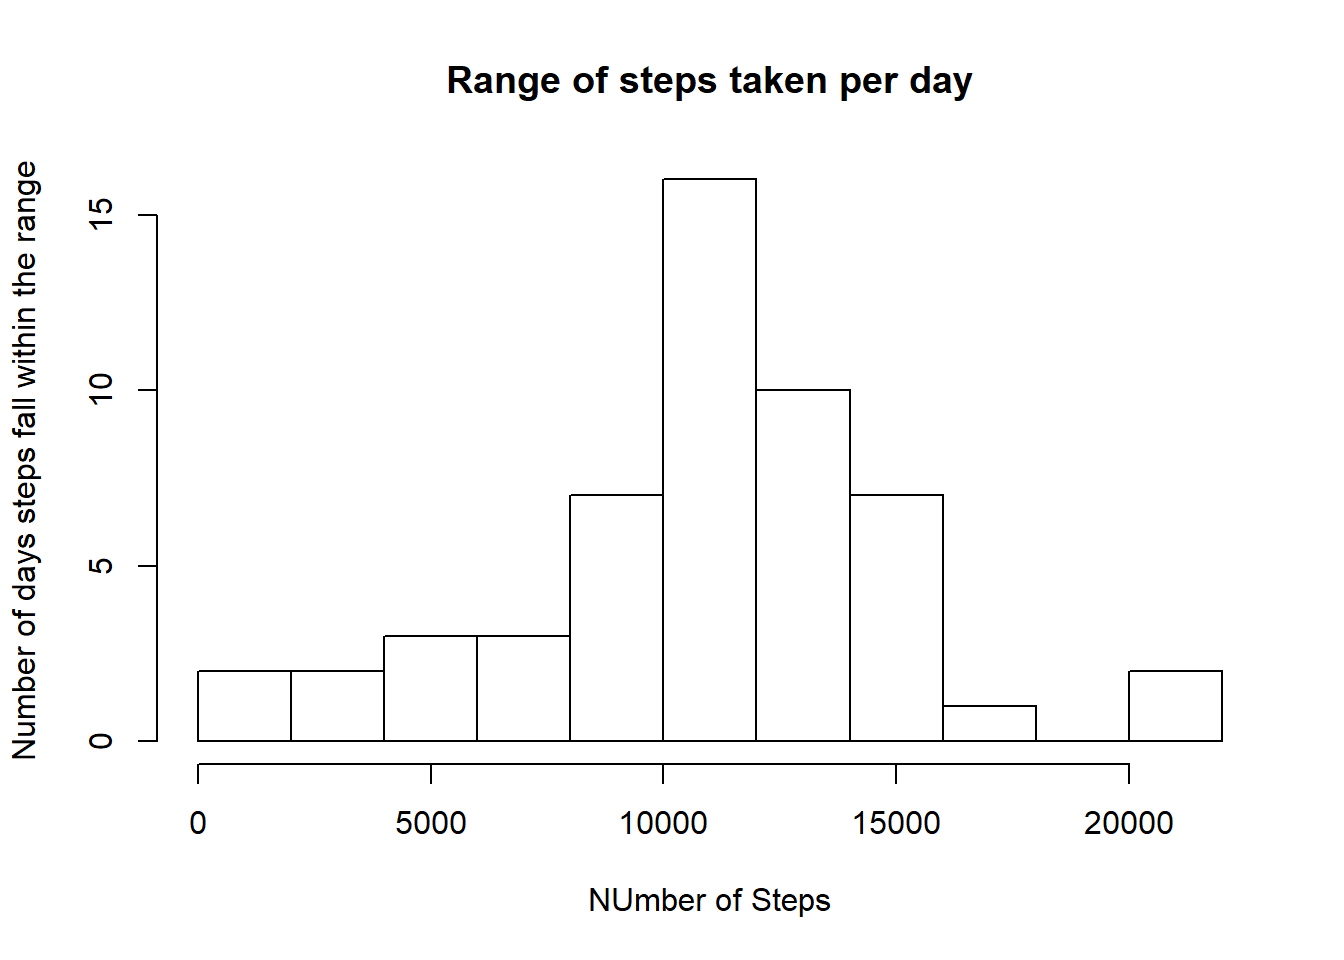 Range of steps taken per day
Number of days steps fall within the range
15
10
5
0
0 5000 10000 15000 20000
NUmber of Steps